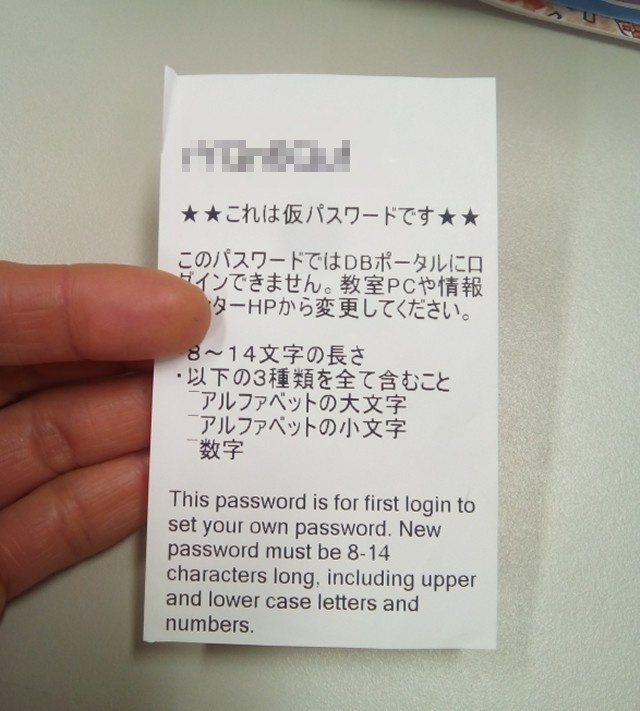 ★★これは仮パスワードです★★
このパスワードではDBポータルにロ
グインできません。教室PCや情報
ターHPから変更してください。
8～14文字の長さ
・以下の3種類を全て含むこと
￣アルファベットの大文字
￣アルファベットの小文字
￣数字
This password is for first login to
set your own password. New
password must be 8-14
characters long, including upper
and lower case letters and
numbers.